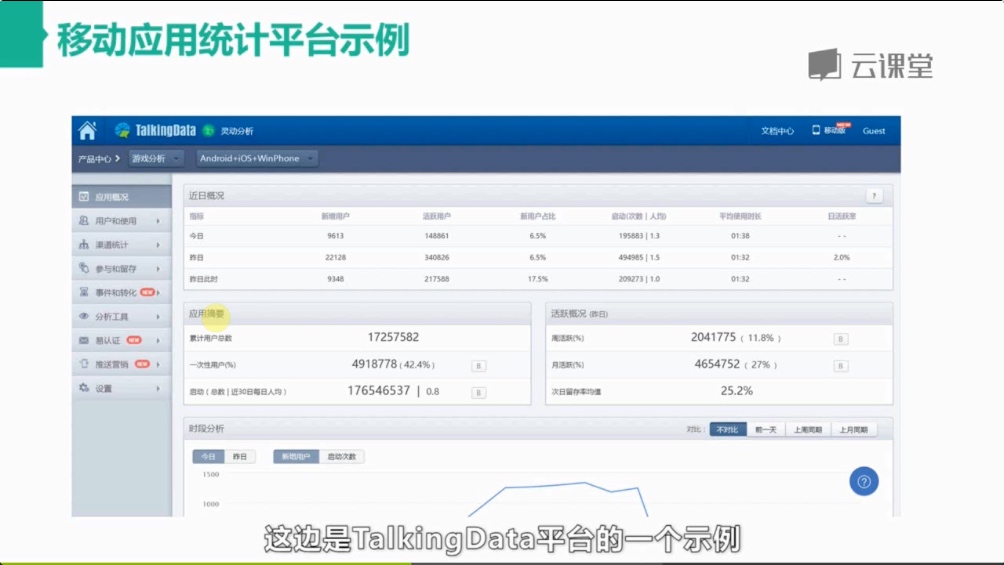 移动应用统计平台示例
云课堂
TalkingData 灵动分析 文档中心 移动版 Guest
产品中心 游戏分析 Android+iOS+WinPhone
应用概况
用户和使用
渠道统计
参与和留存
事件和转化
分析工具
易认证
推送营销
设置
近日概况 ?
指标 新增用户 活跃用户 新用户占比 启动(次数 | 人均) 平均使用时长 日活跃率
今日 9613 148861 6.5% 195883 | 1.3 01:38 - -
昨日 22128 340826 6.5% 494985 | 1.5 01:32 2.0%
昨日此时 9348 217588 17.5% 209273 | 1.0 01:32 - -
应用摘要
累计用户总数 17257582
一次性用户(%) 4918778 ( 42.4% )
启动 ( 总数 | 近30日每日人均 ) 176546537 | 0.8
活跃概况 (昨日)
周活跃(%) 2041775 ( 11.8% )
月活跃(%) 4654752 ( 27% )
次日留存率均值 25.2%
时段分析 对比: 不对比 前一天 上周同期 上月同期
今日 昨日 新增用户 启动次数
1500
1000
这边是TalkingData平台的一个示例